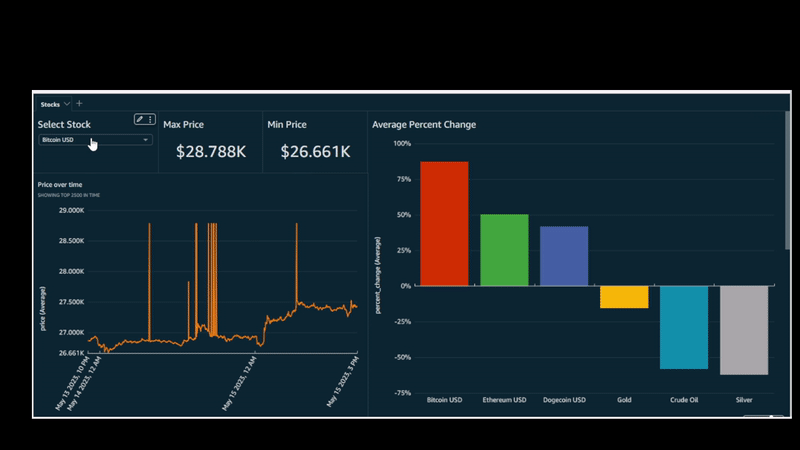 Stocks
+
Select Stock
Bitcoin USD
Max Price
$28.788K
Min Price
$26.661K
Price over time
SHOWING TOP 2500 IN TIME
price (Average)
29.000K
28.500K
28.000K
27.500K
27.000K
26.661K
May 13 2023, 10 PM
May 14 2023, 12 AM
May 15 2023, 12 AM
May 15 2023, 3 PM
Average Percent Change
percent_change (Average)
100%
75%
50%
25%
0%
-25%
-50%
-75%
Bitcoin USD
Ethereum USD
Dogecoin USD
Gold
Crude Oil
Silver